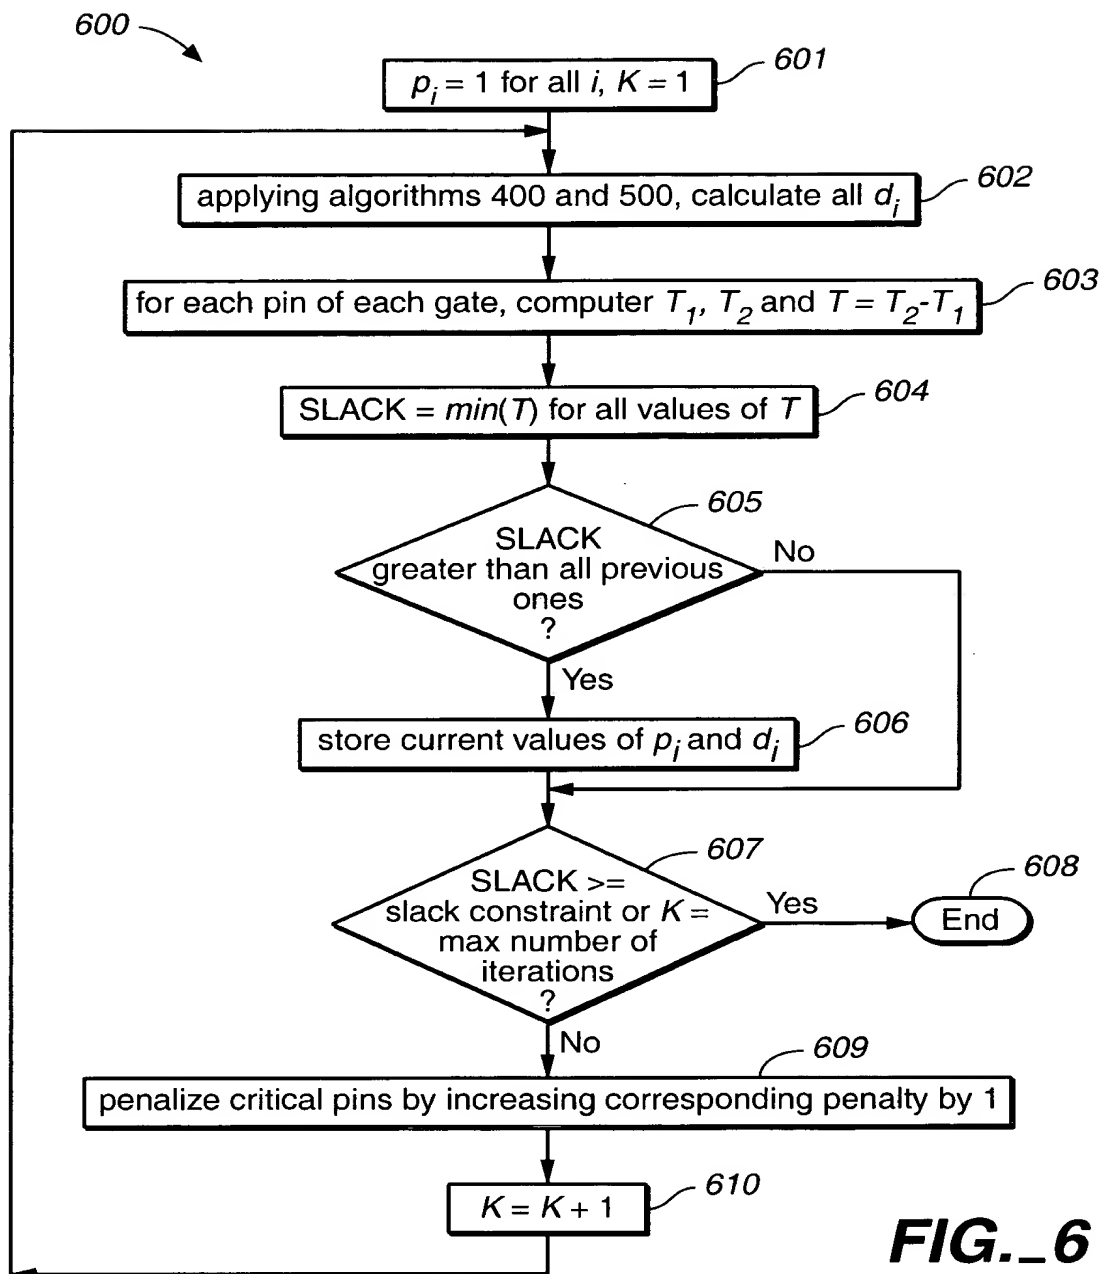 600
601
p_i = 1 for all i, K = 1
602
applying algorithms 400 and 500, calculate all d_i
603
for each pin of each gate, computer T_1, T_2 and T = T_2-T_1
604
SLACK = min(T) for all values of T
605
SLACK
greater than all previous
ones
?
No
Yes
606
store current values of p_i and d_i
607
SLACK >=
slack constraint or K =
max number of
iterations
?
Yes
608
End
No
609
penalize critical pins by increasing corresponding penalty by 1
610
K = K + 1
FIG._6